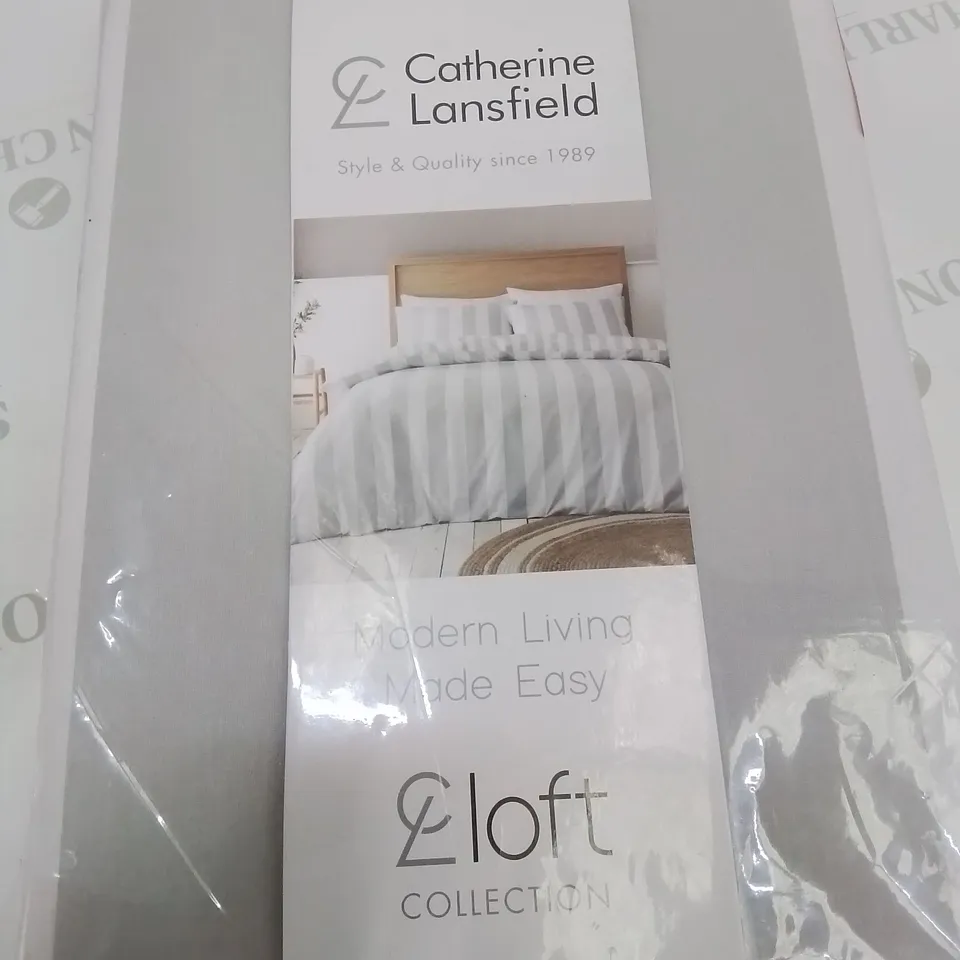 Catherine
Lansfield
Style & Quality since 1989
Modern Living
Made Easy
loft
COLLECTION